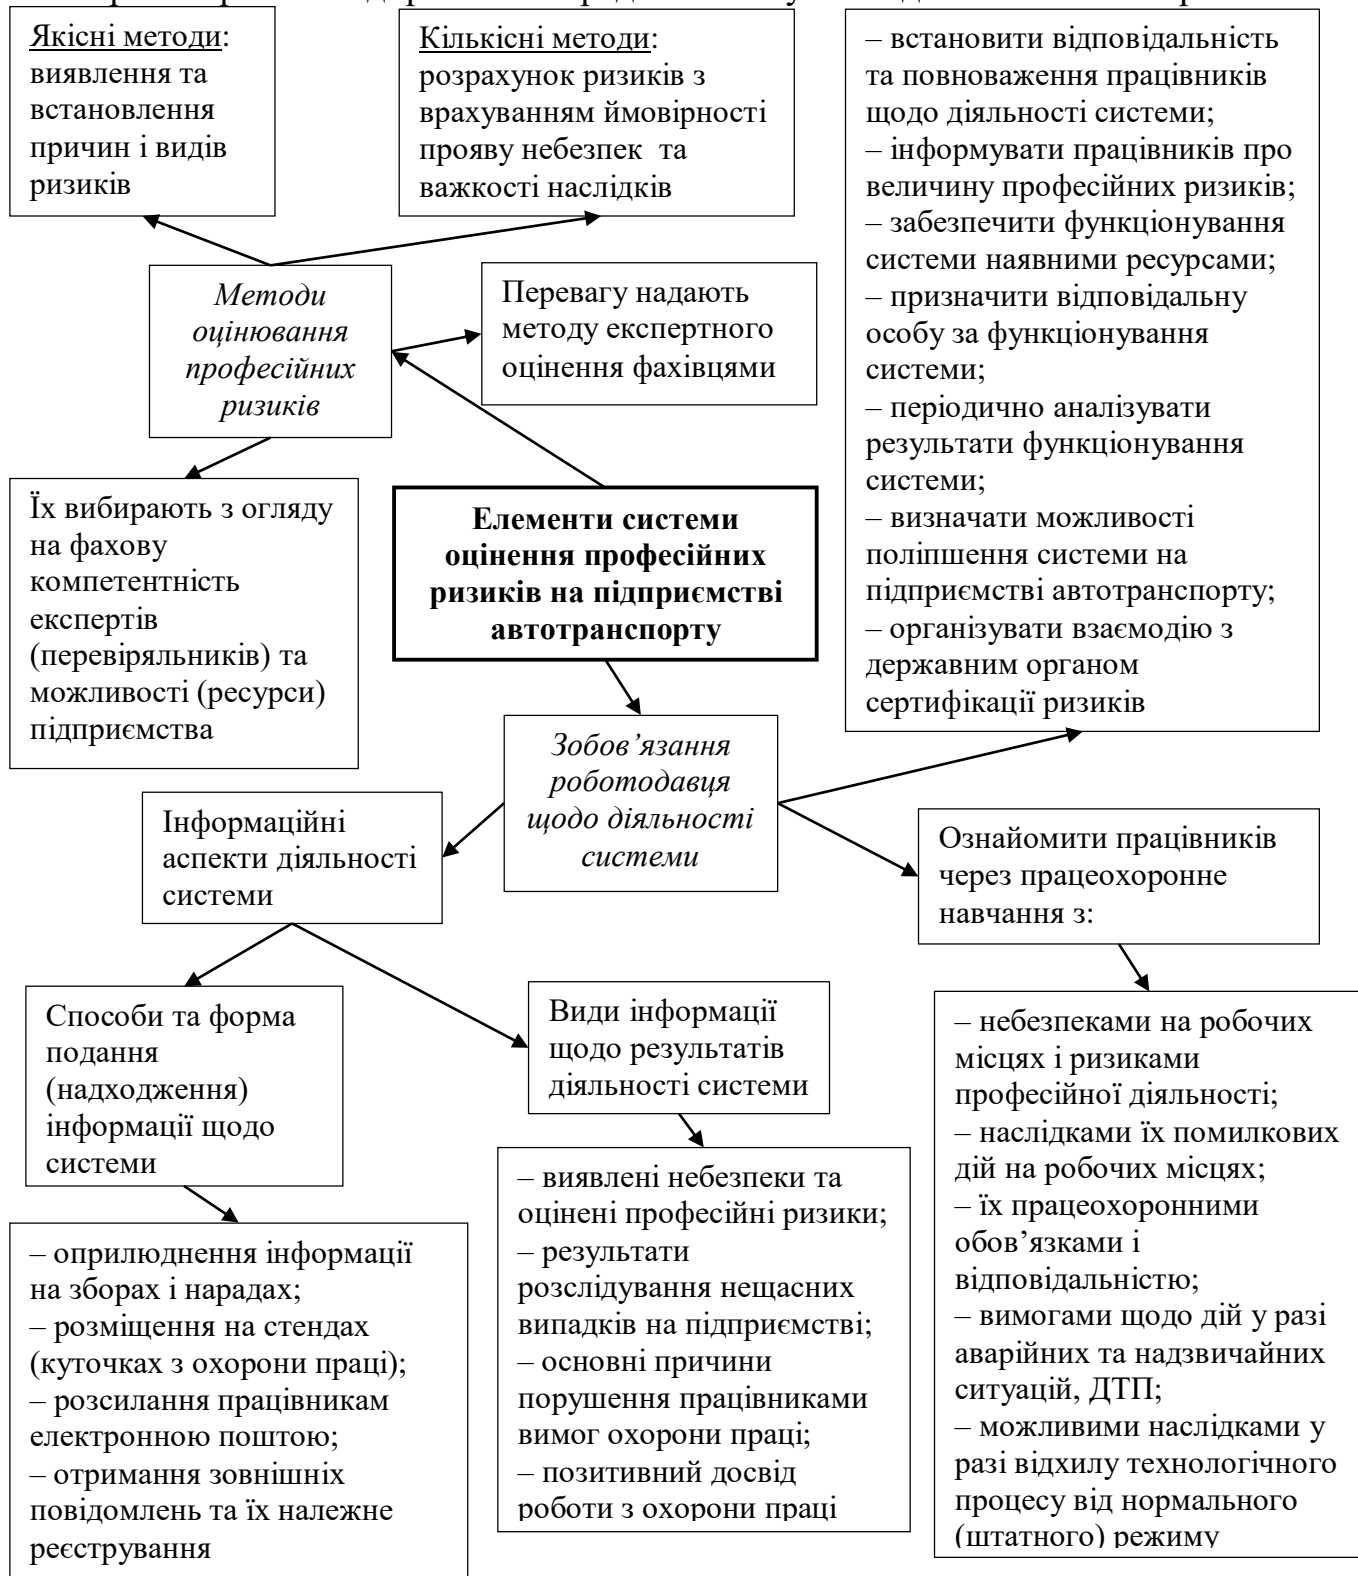 Якісні методи:
виявлення та
встановлення
причин і видів
ризиків
Кількісні методи:
розрахунок ризиків з
врахуванням ймовірності
прояву небезпек та
важкості наслідків
– встановити відповідальність
та повноваження працівників
щодо діяльності системи;
– інформувати працівників про
величину професійних ризиків;
– забезпечити функціонування
системи наявними ресурсами;
– призначити відповідальну
особу за функціонування
системи;
– періодично аналізувати
результати функціонування
системи;
– визначати можливості
поліпшення системи на
підприємстві автотранспорту;
– організувати взаємодію з
державним органом
сертифікації ризиків
Методи
оцінювання
професійних
ризиків
Перевагу надають
методу експертного
оцінення фахівцями
Їх вибирають з огляду
на фахову
компетентність
експертів
(перевіряльників) та
можливості (ресурси)
підприємства
Елементи системи
оцінення професійних
ризиків на підприємстві
автотранспорту
Зобов’язання
роботодавця
щодо діяльності
системи
Інформаційні
аспекти діяльності
системи
Ознайомити працівників
через працеохоронне
навчання з:
Способи та форма
подання
(надходження)
інформації щодо
системи
Види інформації
щодо результатів
діяльності системи
– небезпеками на робочих
місцях і ризиками
професійної діяльності;
– наслідками їх помилкових
дій на робочих місцях;
– їх працеохоронними
обов’язками і
відповідальністю;
– вимогами щодо дій у разі
аварійних та надзвичайних
ситуацій, ДТП;
– можливими наслідками у
разі відхилу технологічного
процесу від нормального
(штатного) режиму
– оприлюднення інформації
на зборах і нарадах;
– розміщення на стендах
(куточках з охорони праці);
– розсилання працівникам
електронною поштою;
– отримання зовнішніх
повідомлень та їх належне
реєстрування
– виявлені небезпеки та
оцінені професійні ризики;
– результати
розслідування нещасних
випадків на підприємстві;
– основні причини
порушення працівниками
вимог охорони праці;
– позитивний досвід
роботи з охорони праці